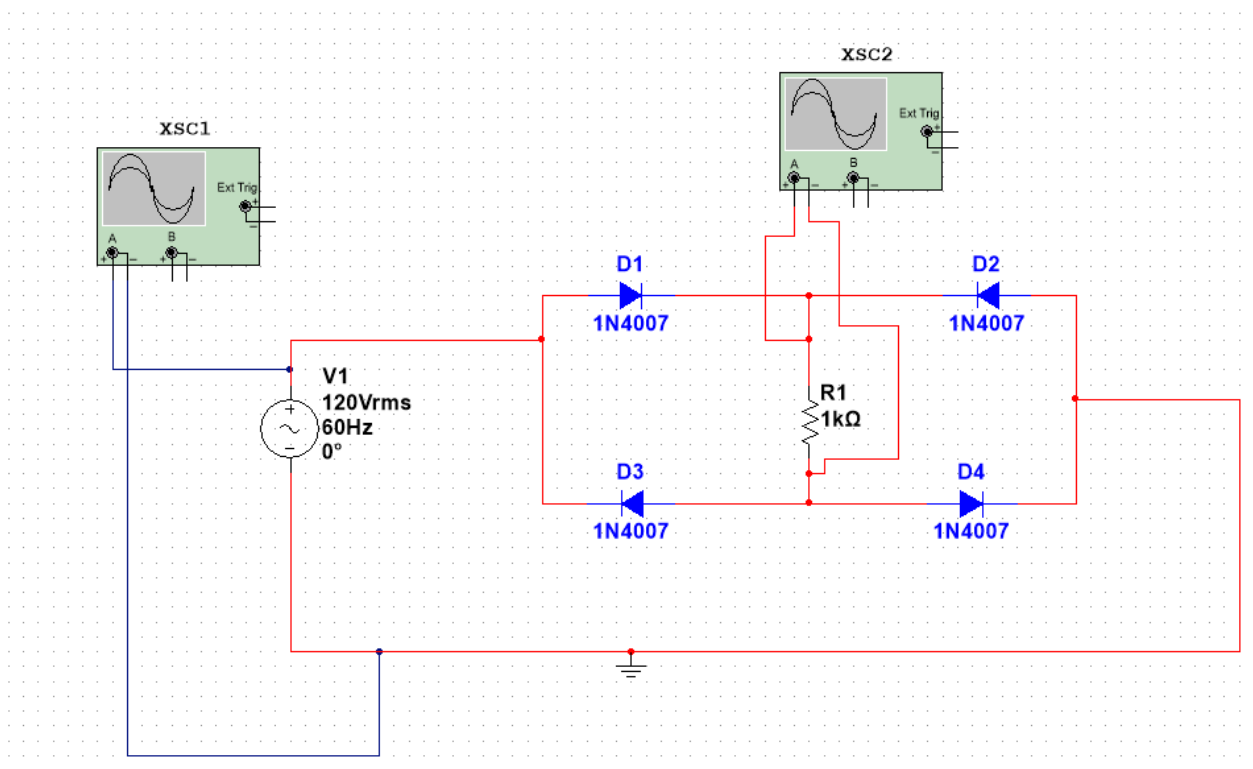 XSC2
Ext Trig
+
−
A
B
+
−
+
−
XSC1
Ext Trig
+
−
A
B
+
−
+
−
D1
1N4007
D2
1N4007
V1
120Vrms
60Hz
0°
+
−
R1
1kΩ
D3
1N4007
D4
1N4007